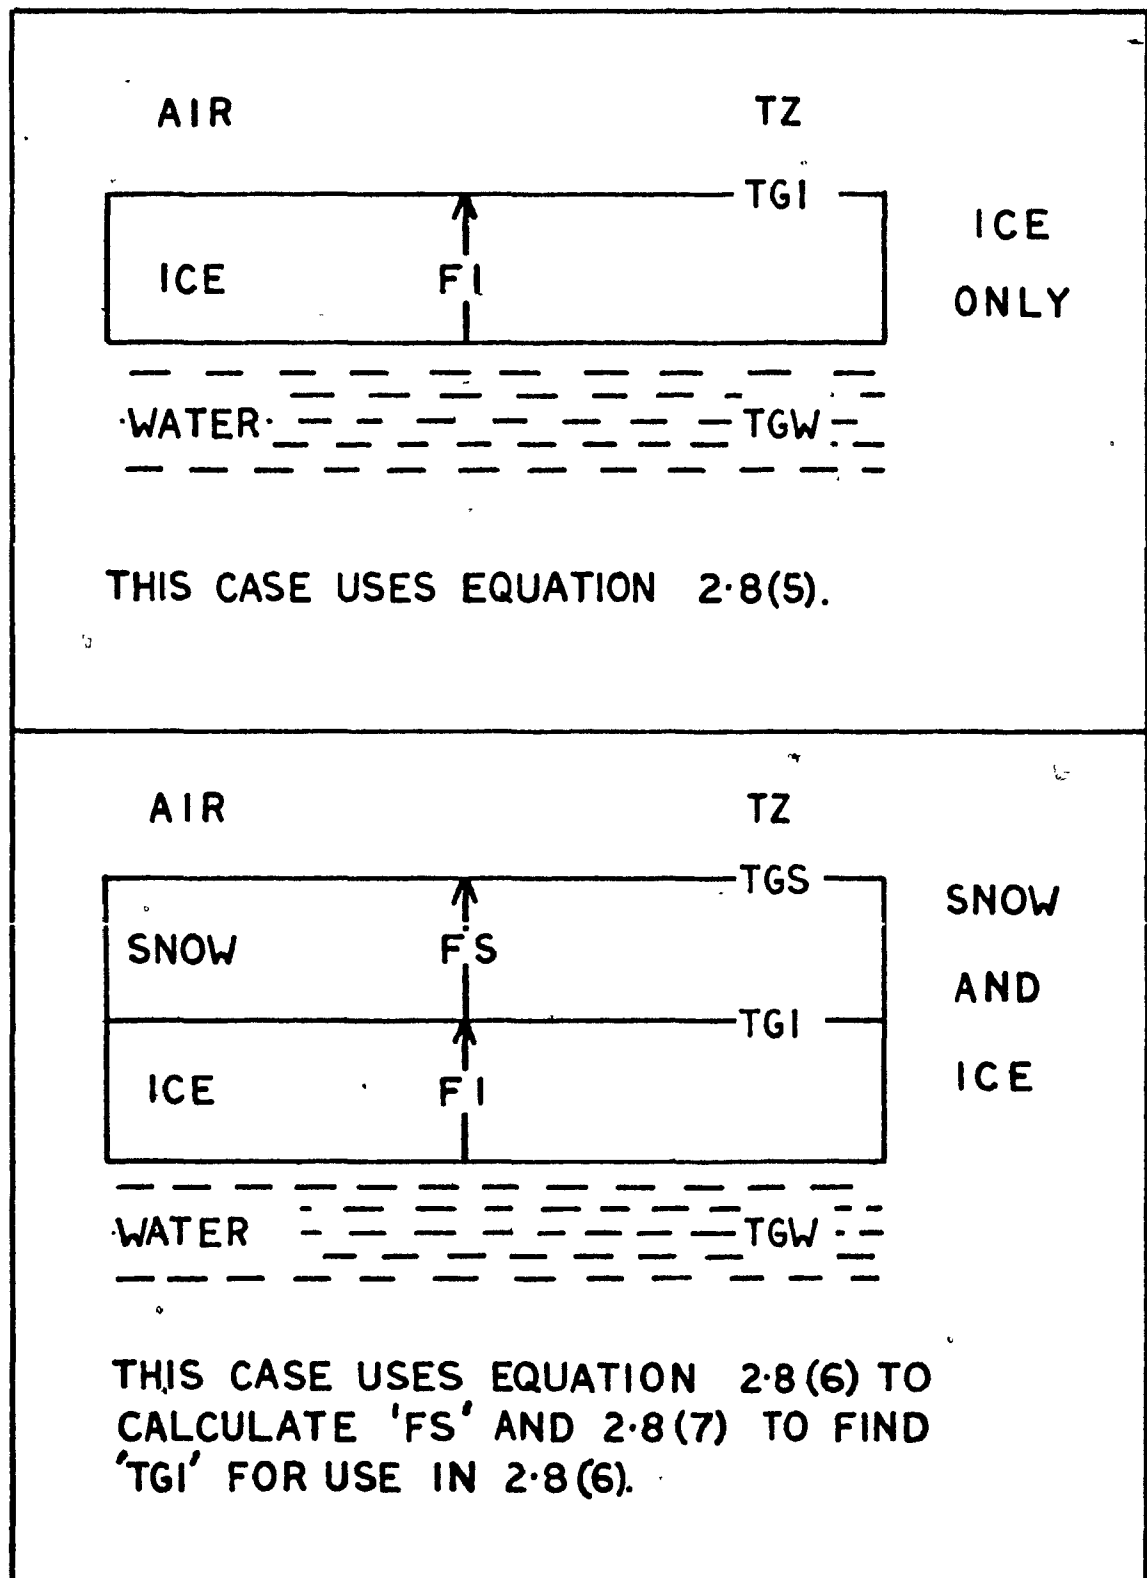 AIR TZ
TGI
ICE
ONLY
ICE FI
WATER TGW
THIS CASE USES EQUATION 2·8(5).
AIR TZ
TGS
SNOW
AND
ICE
SNOW FS
TGI
ICE FI
WATER TGW
THIS CASE USES EQUATION 2·8(6) TO
CALCULATE 'FS' AND 2·8(7) TO FIND
'TGI' FOR USE IN 2·8(6).